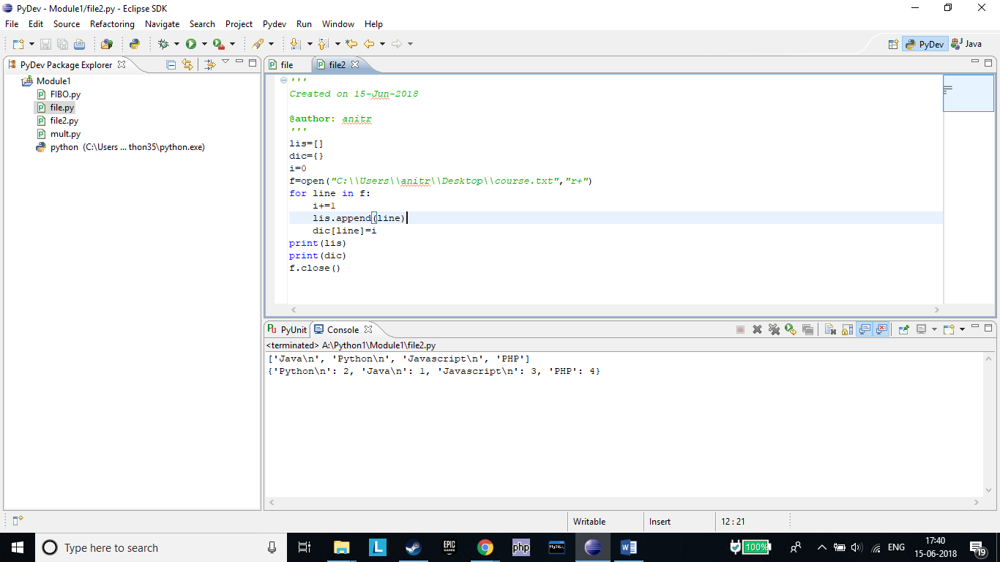 PyDev - Module1/file2.py - Eclipse SDK
File Edit Source Refactoring Navigate Search Project Pydev Run Window Help
PyDev Java
PyDev Package Explorer
Module1
FIBO.py
file.py
file2.py
mult.py
python (C:\Users ... thon35\python.exe)
file file2
'''
Created on 15-Jun-2018
@author: anitr
'''
lis=[]
dic={}
i=0
f=open("C:\\Users\\anitr\\Desktop\\course.txt","r+")
for line in f:
    i+=1
    lis.append(line)
    dic[line]=i
print(lis)
print(dic)
f.close()
PyUnit Console
<terminated> A:\Python1\Module1\file2.py
['Java\n', 'Python\n', 'Javascript\n', 'PHP']
{'Python\n': 2, 'Java\n': 1, 'Javascript\n': 3, 'PHP': 4}
Writable Insert 12 : 21
Type here to search
L
EPIC GAMES
php
MySQL
W
100%
ENG
17:40
15-06-2018
19